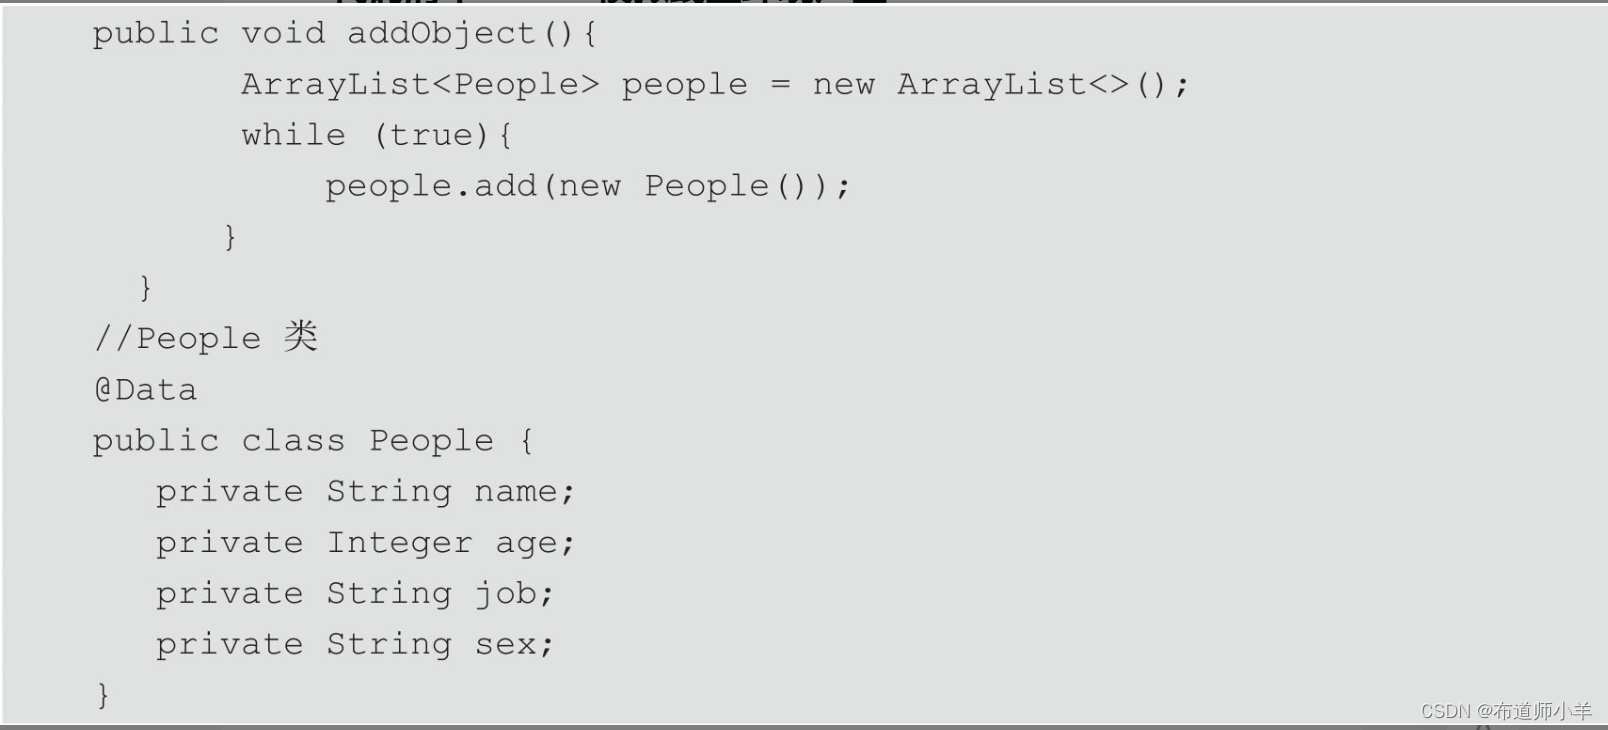 public void addObject(){
ArrayList<People> people = new ArrayList<>();
while (true){
people.add(new People());
}
}
//People 类
@Data
public class People {
private String name;
private Integer age;
private String job;
private String sex;
}
CSDN @布道师小羊